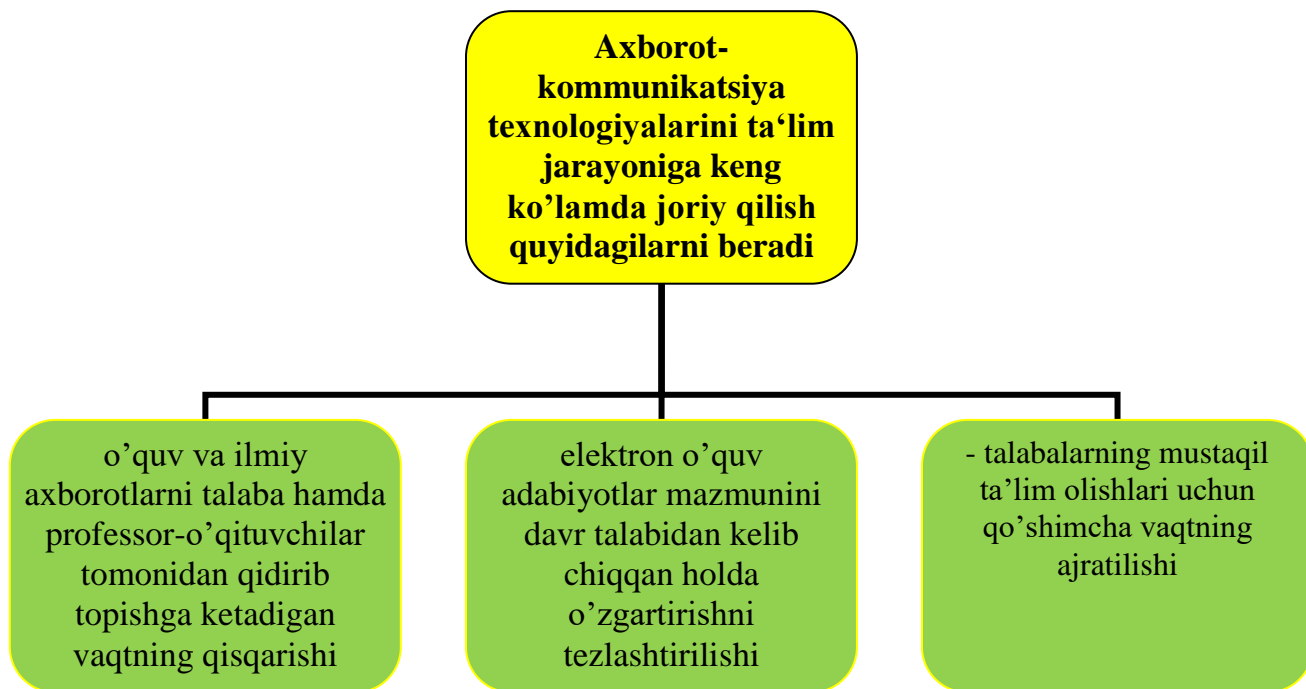 Axborot-
kommunikatsiya
texnologiyalarini ta‘lim
jarayoniga keng
ko’lamda joriy qilish
quyidagilarni beradi
o’quv va ilmiy
axborotlarni talaba hamda
professor-o’qituvchilar
tomonidan qidirib
topishga ketadigan
vaqtning qisqarishi
elektron o’quv
adabiyotlar mazmunini
davr talabidan kelib
chiqqan holda
o’zgartirishni
tezlashtirilishi
- talabalarning mustaqil
ta’lim olishlari uchun
qo’shimcha vaqtning
ajratilishi